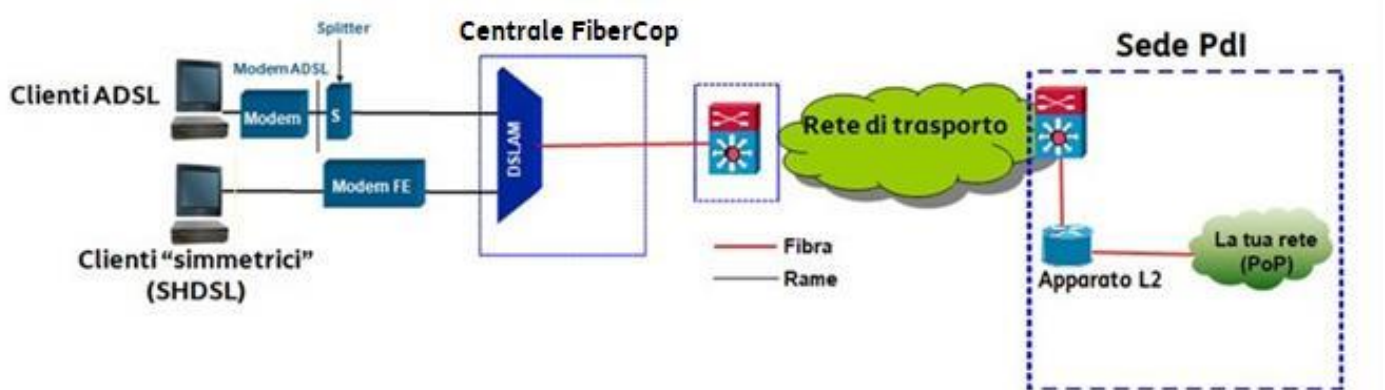 Splitter
Centrale FiberCop
Sede PdI
Modem ADSL
Clienti ADSL
Modem
S
DSLAM
Rete di trasporto
Modem FE
Clienti “simmetrici”
(SHDSL)
Fibra
Rame
La tua rete
(PoP)
Apparato L2